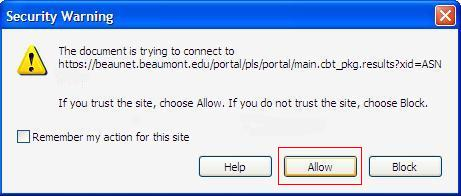 Security Warning
The document is trying to connect to
https://beaunet.beaumont.edu/portal/pls/portal/main.cbt_pkg.results?xid=ASN
If you trust the site, choose Allow. If you do not trust the site, choose Block.
Remember my action for this site
Help Allow Block